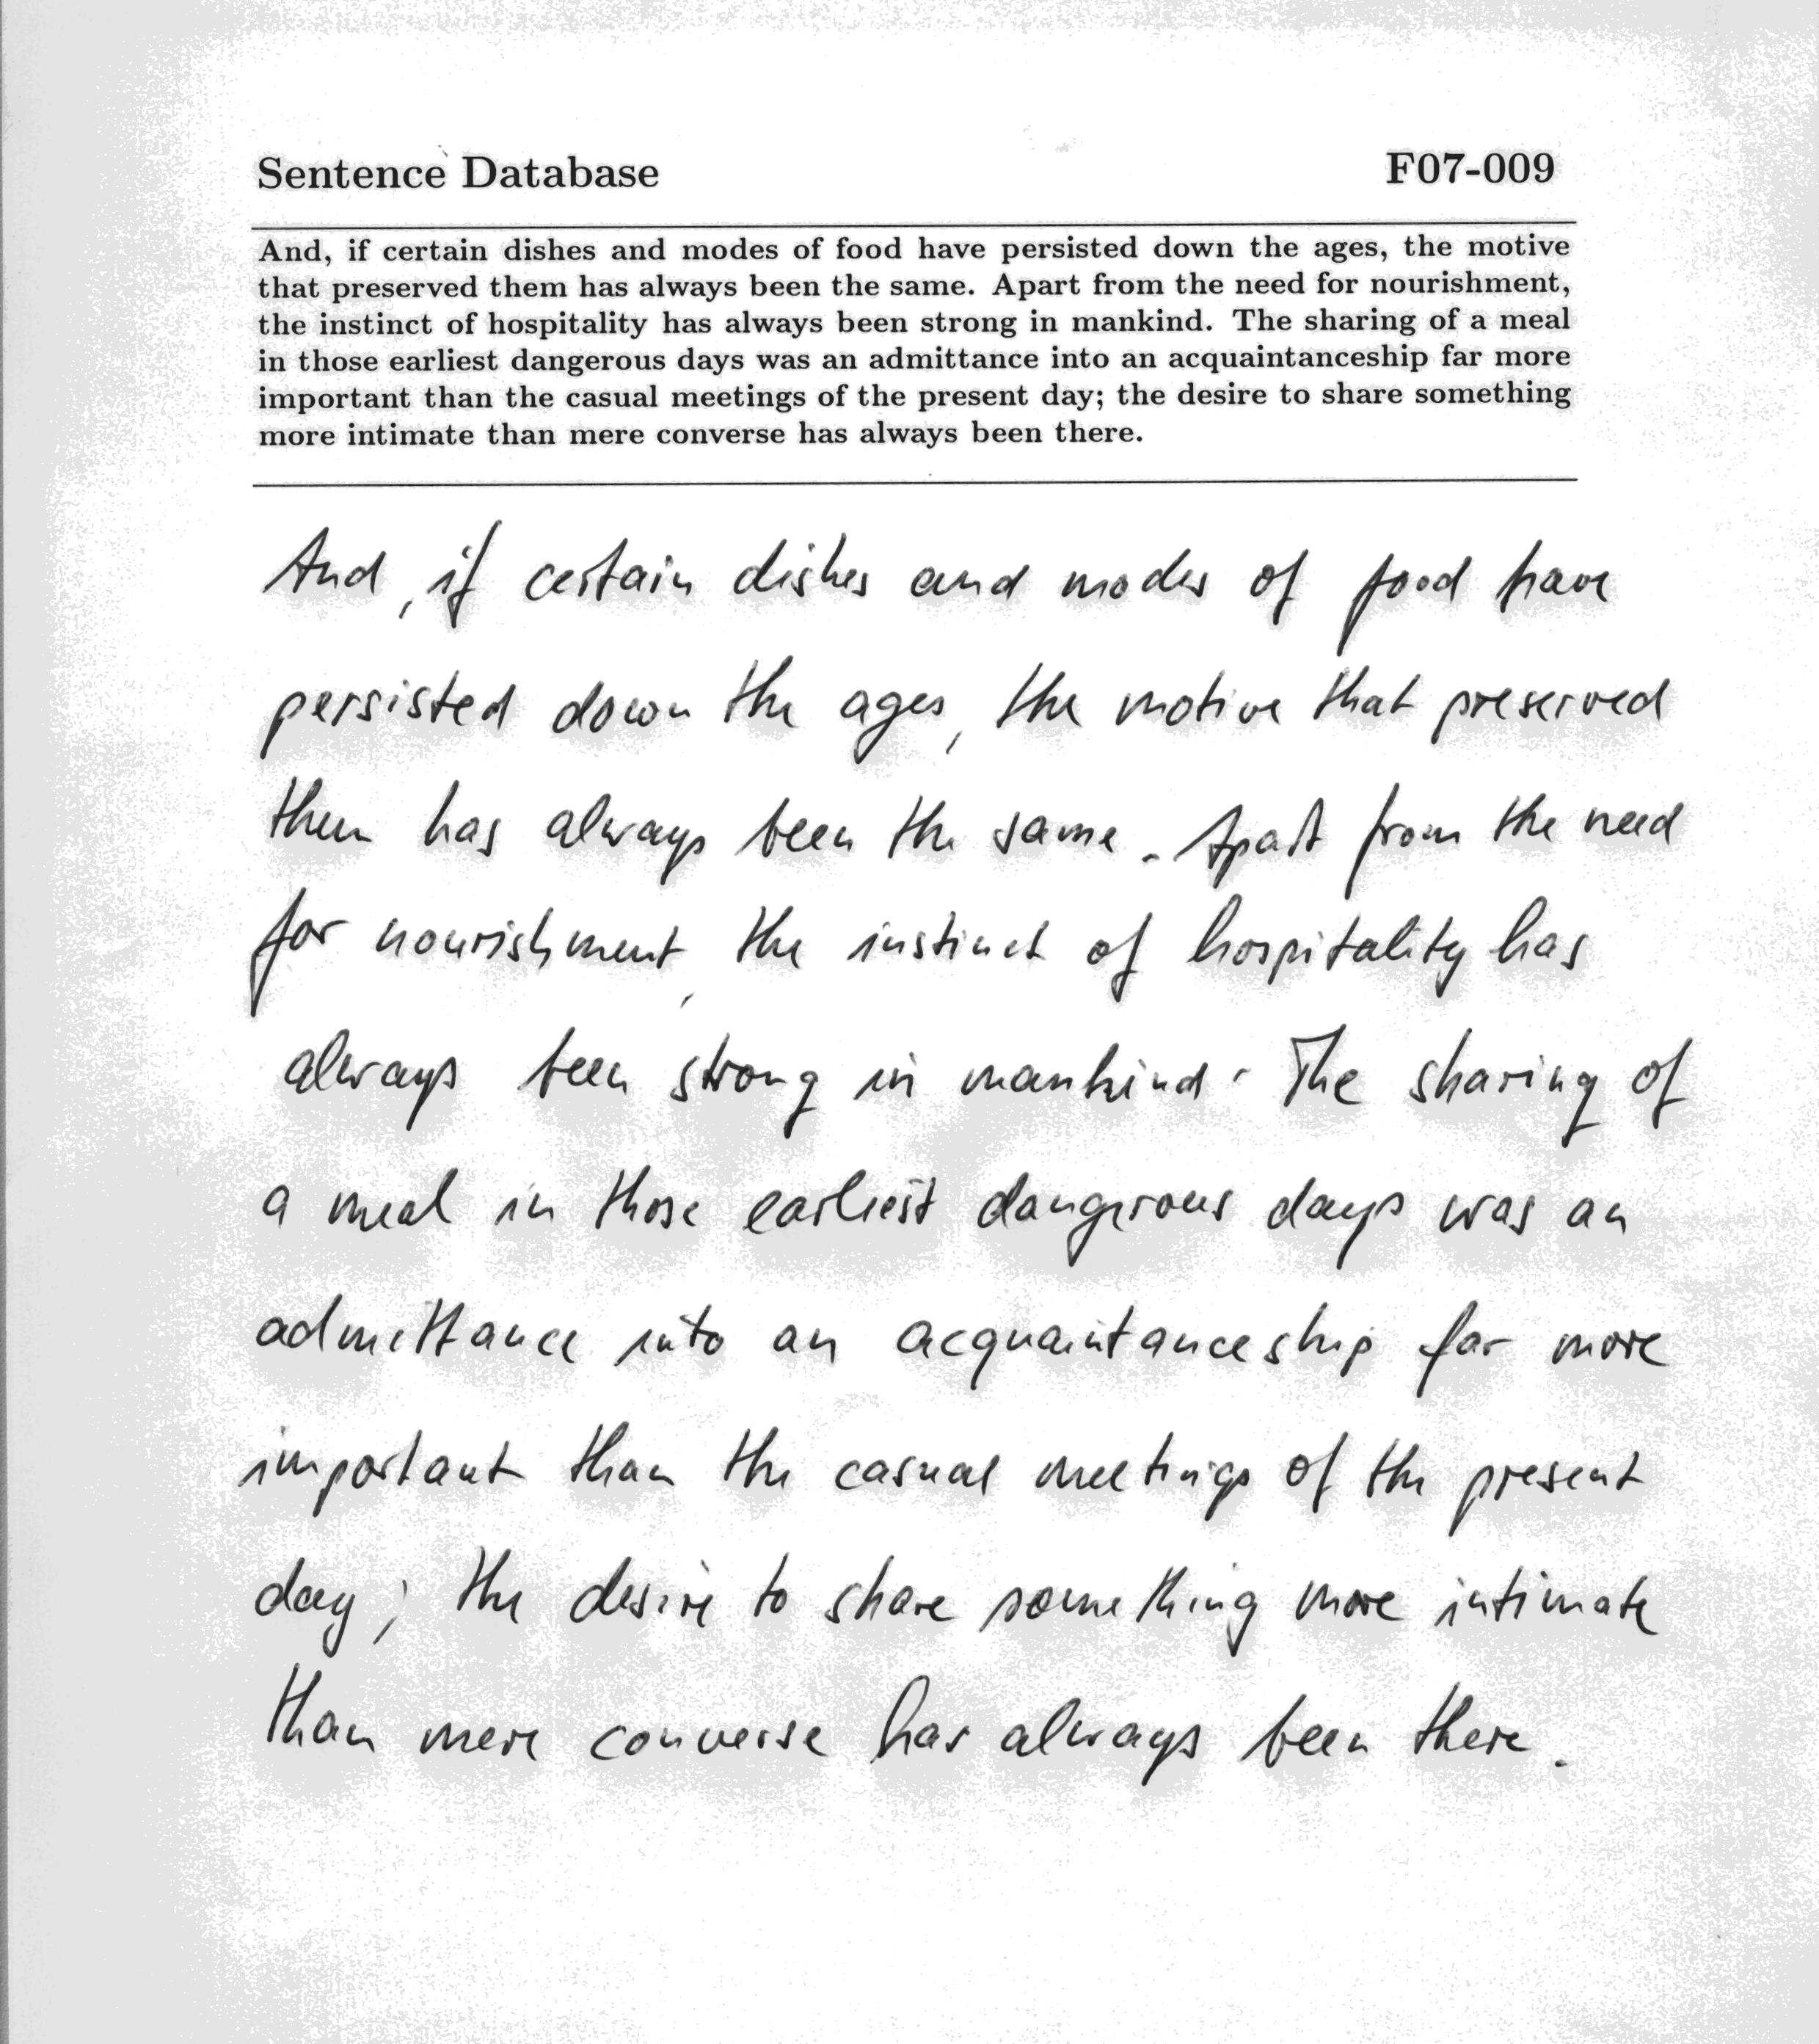 Sentence Database F07-009
And, if certain dishes and modes of food have persisted down the ages, the motive
that preserved them has always been the same. Apart from the need for nourishment,
the instinct of hospitality has always been strong in mankind. The sharing of a meal
in those earliest dangerous days was an admittance into an acquaintanceship far more
important than the casual meetings of the present day; the desire to share something
more intimate than mere converse has always been there.
And, if certain dishes and modes of food have
persisted down the ages, the motive that preserved
them has always been the same. Apart from the need
for nourishment, the instinct of hospitality has
always been strong in mankind. The sharing of
a meal in those earliest dangerous days was an
admittance into an acquaintanceship far more
important than the casual meetings of the present
day; the desire to share something more intimate
than mere converse has always been there.